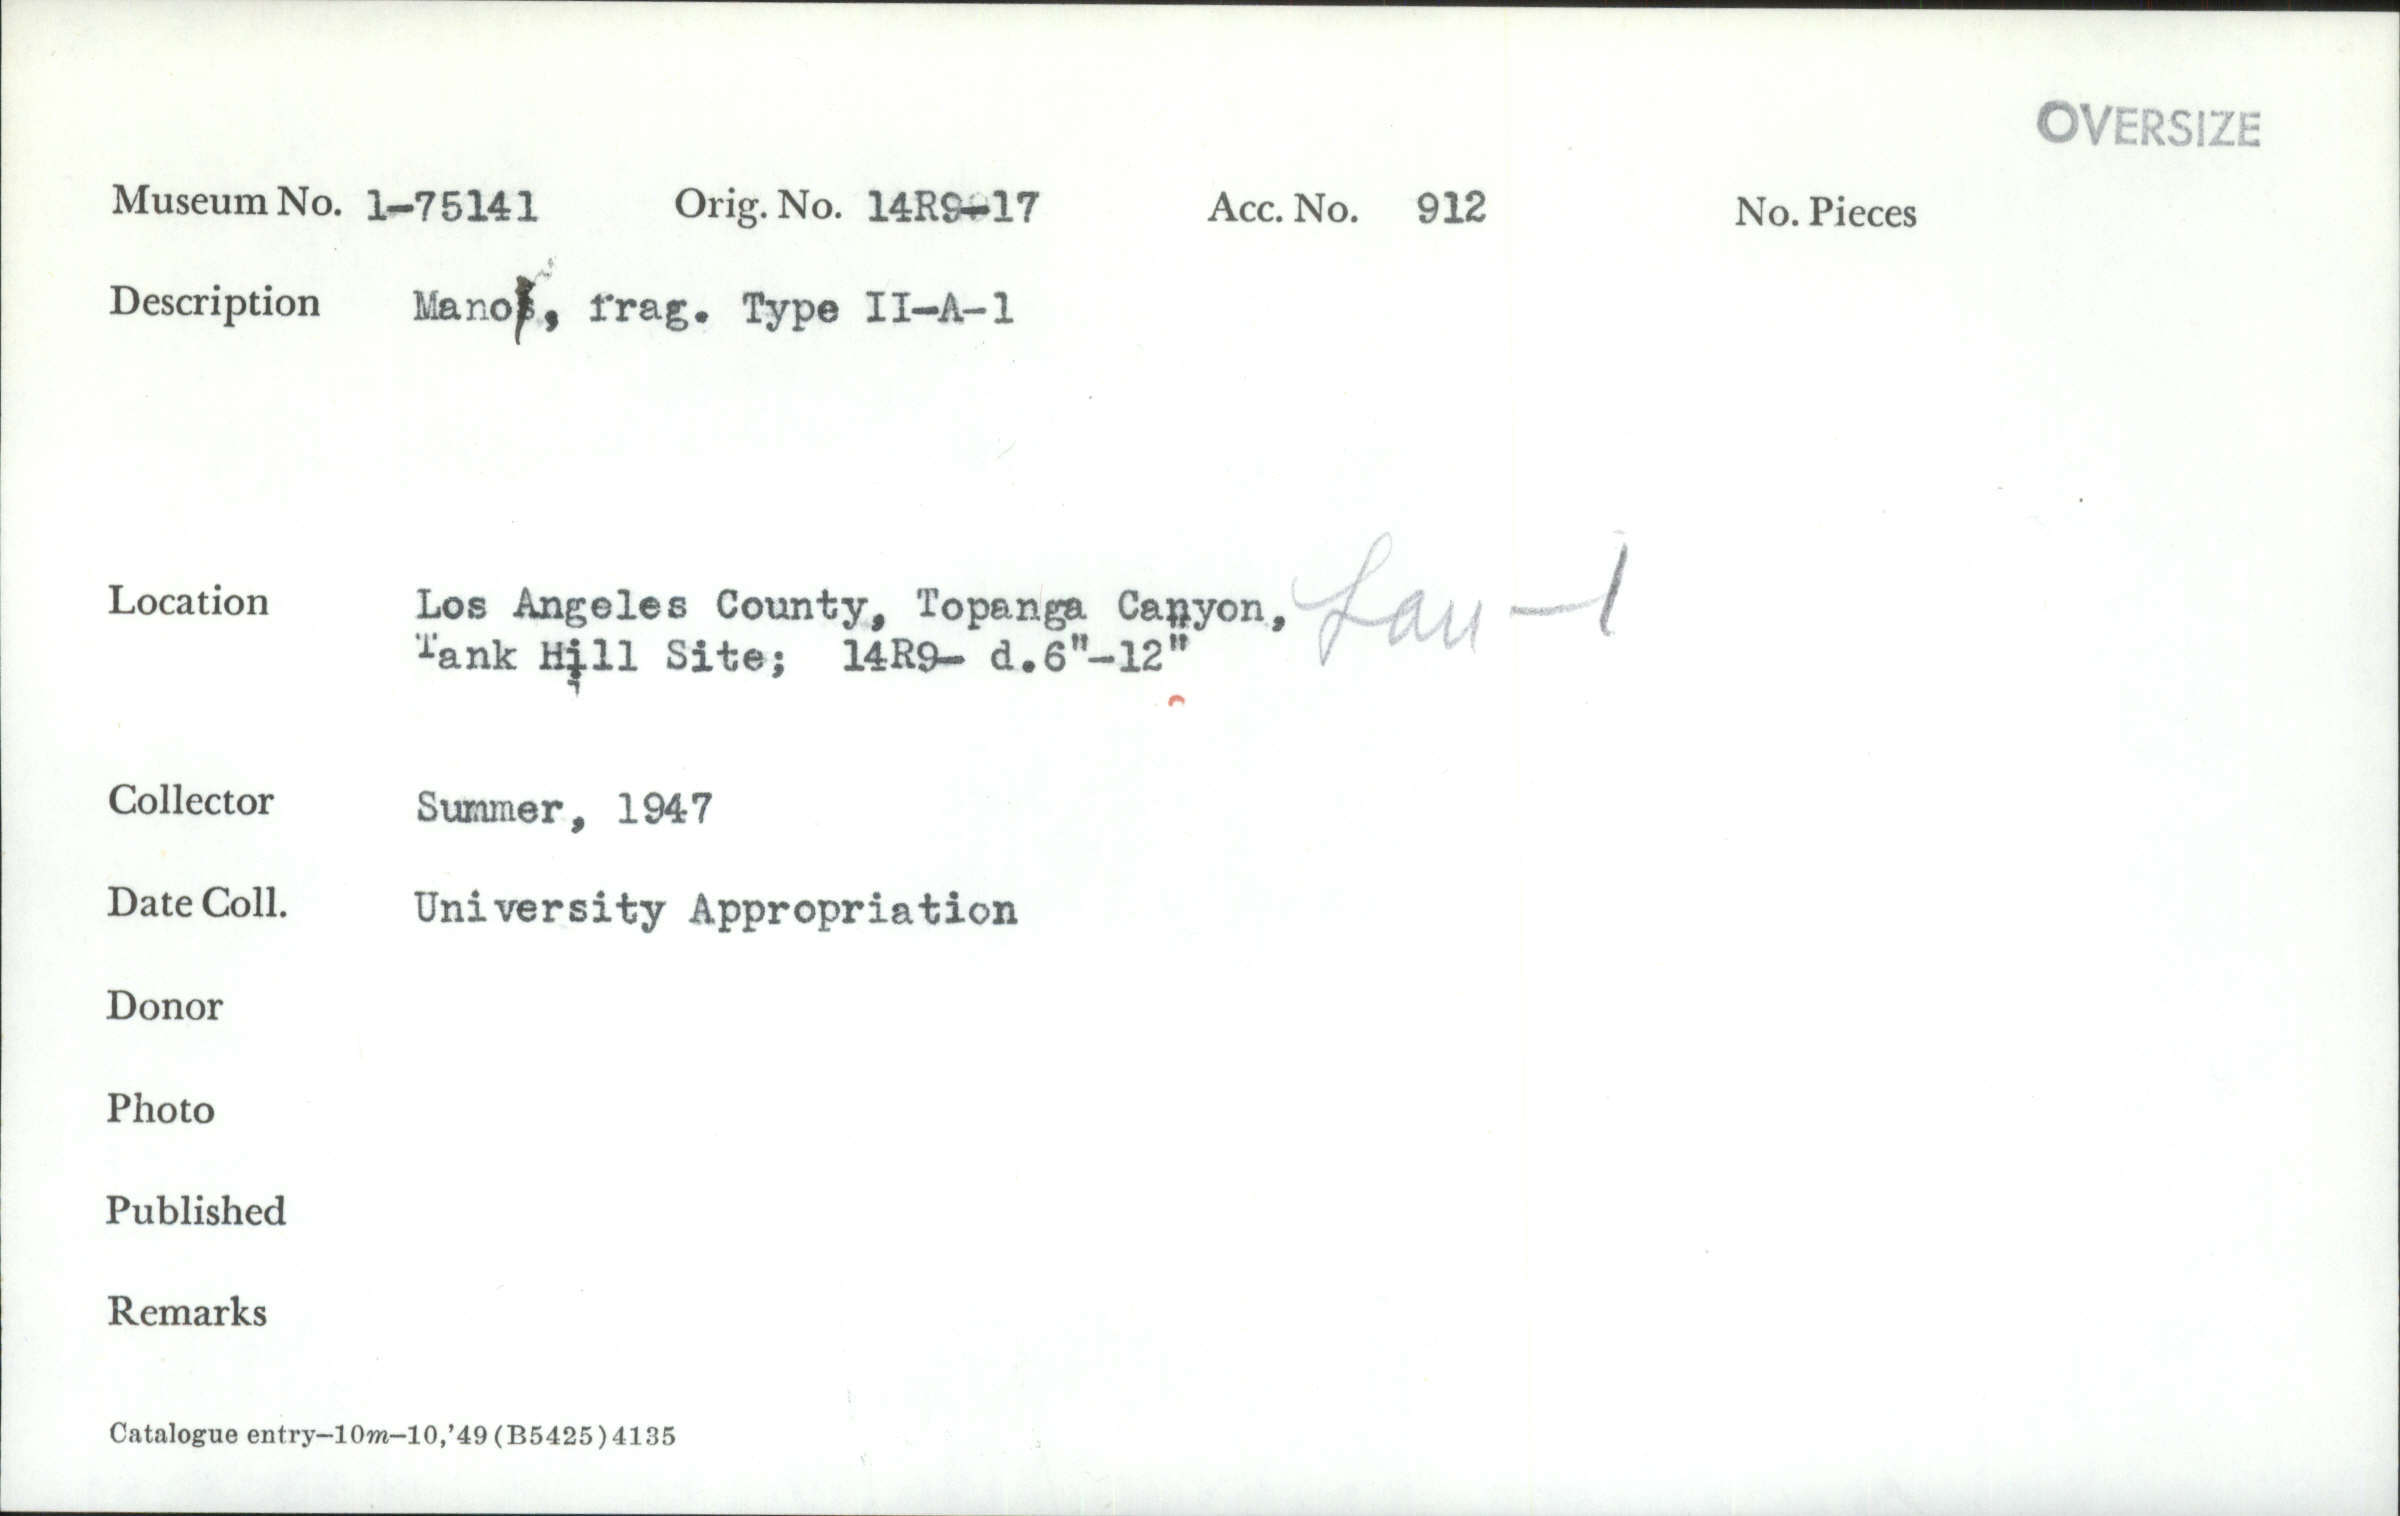 OVERSIZE
Museum No. 1-75141 Orig. No. 14R9-17 Acc. No. 912 No. Pieces
Description Mano, frag. Type II-A-1
Location Los Angeles County, Topanga Canyon, Lan-1
Tank Hill Site; 14R9- d.6"-12"
Collector Summer, 1947
Date Coll. University Appropriation
Donor
Photo
Published
Remarks
Catalogue entry—10m—10,'49(B5425)4135